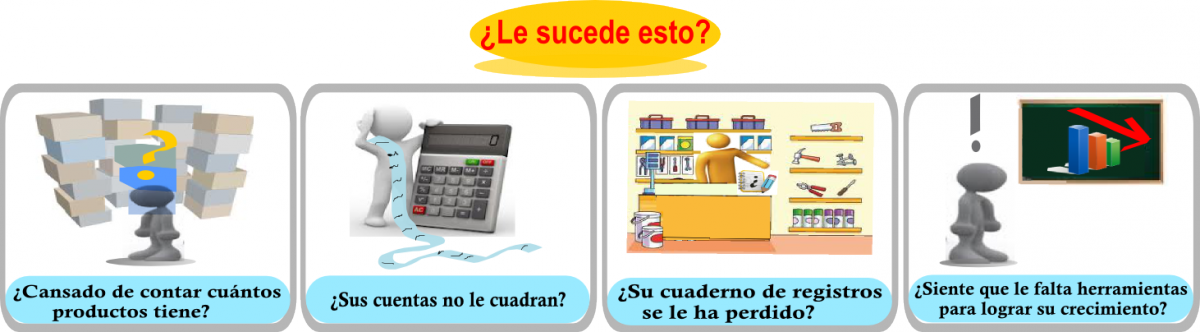 ¿Le sucede esto?
¿Cansado de contar cuántos
productos tiene?
¿Sus cuentas no le cuadran?
¿Su cuaderno de registros
se le ha perdido?
¿Siente que le falta herramientas
para lograr su crecimiento?